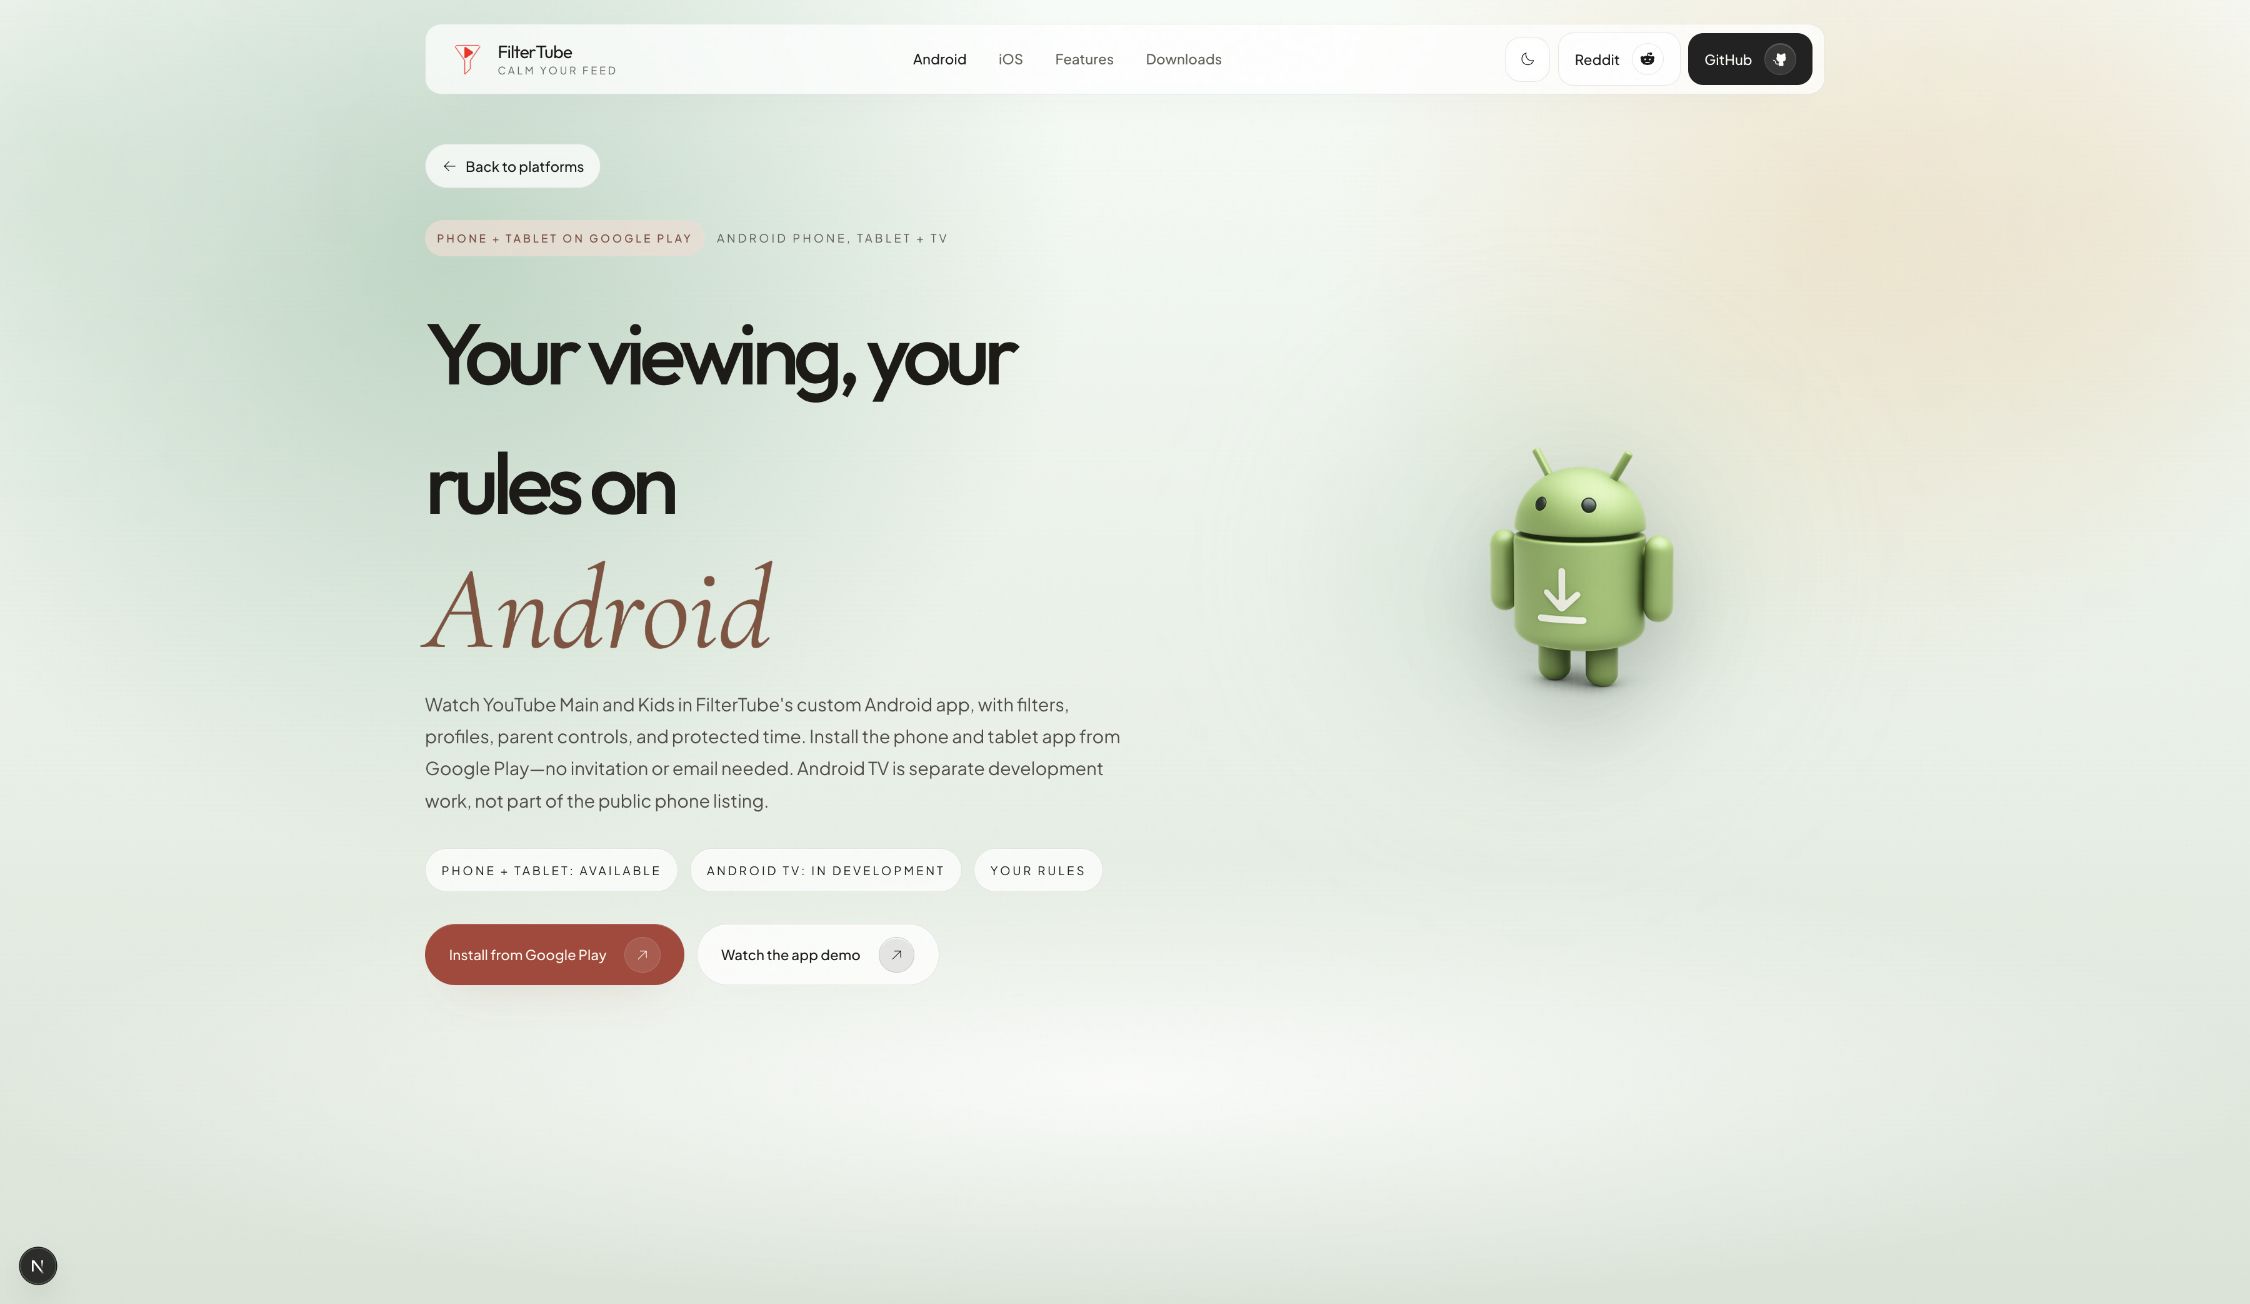 FilterTube
CALM YOUR FEED
Android
iOS
Features
Downloads
Reddit
GitHub
Back to platforms
PHONE + TABLET ON GOOGLE PLAY
ANDROID PHONE, TABLET + TV
Your viewing, your
rules on
Android
Watch YouTube Main and Kids in FilterTube's custom Android app, with filters,
profiles, parent controls, and protected time. Install the phone and tablet app from
Google Play—no invitation or email needed. Android TV is separate development
work, not part of the public phone listing.
PHONE + TABLET: AVAILABLE
ANDROID TV: IN DEVELOPMENT
YOUR RULES
Install from Google Play
Watch the app demo
N